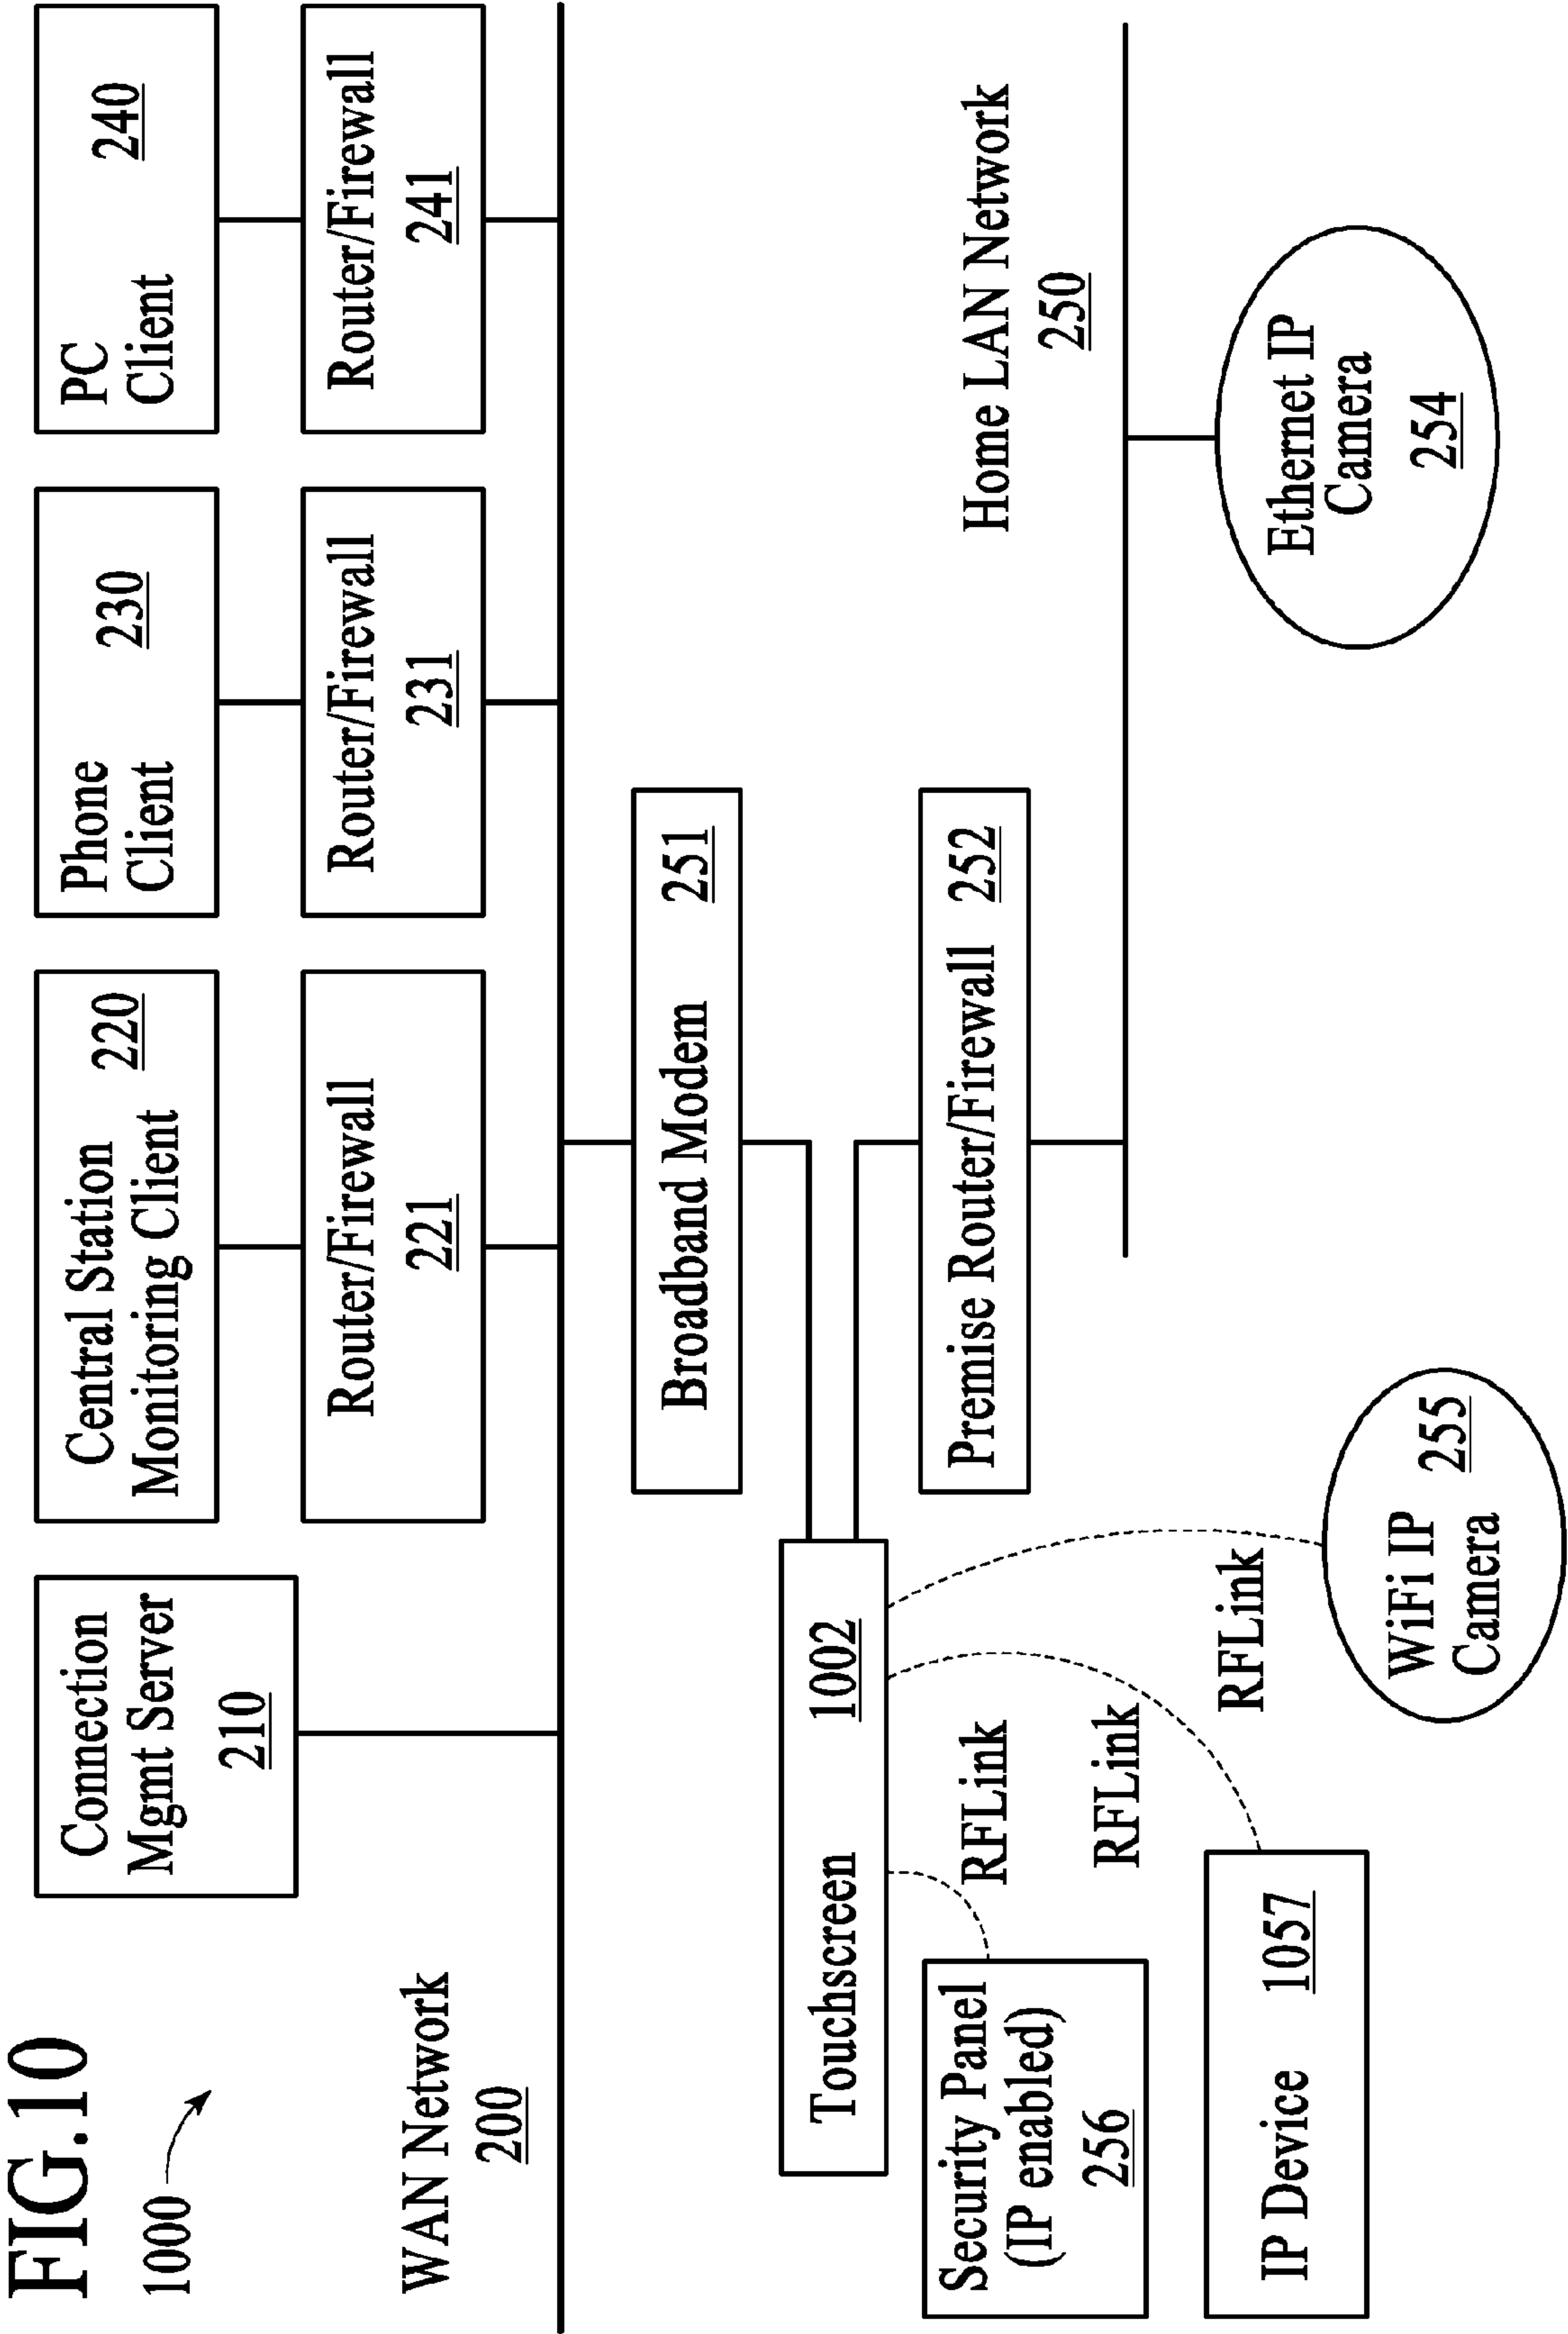 FIG.10
1000
Connection
Mgmt Server
210
Central Station
Monitoring Client
220
Phone
Client
230
PC
Client
240
Router/Firewall
221
Router/Firewall
231
Router/Firewall
241
WAN Network
200
Broadband Modem 251
Touchscreen 1002
Premise Router/Firewall 252
Home LAN Network
250
Security Panel
(IP enabled)
256
RFLink
RFLink
RFLink
IP Device 1057
WiFi IP
Camera
255
Ethernet IP
Camera
254